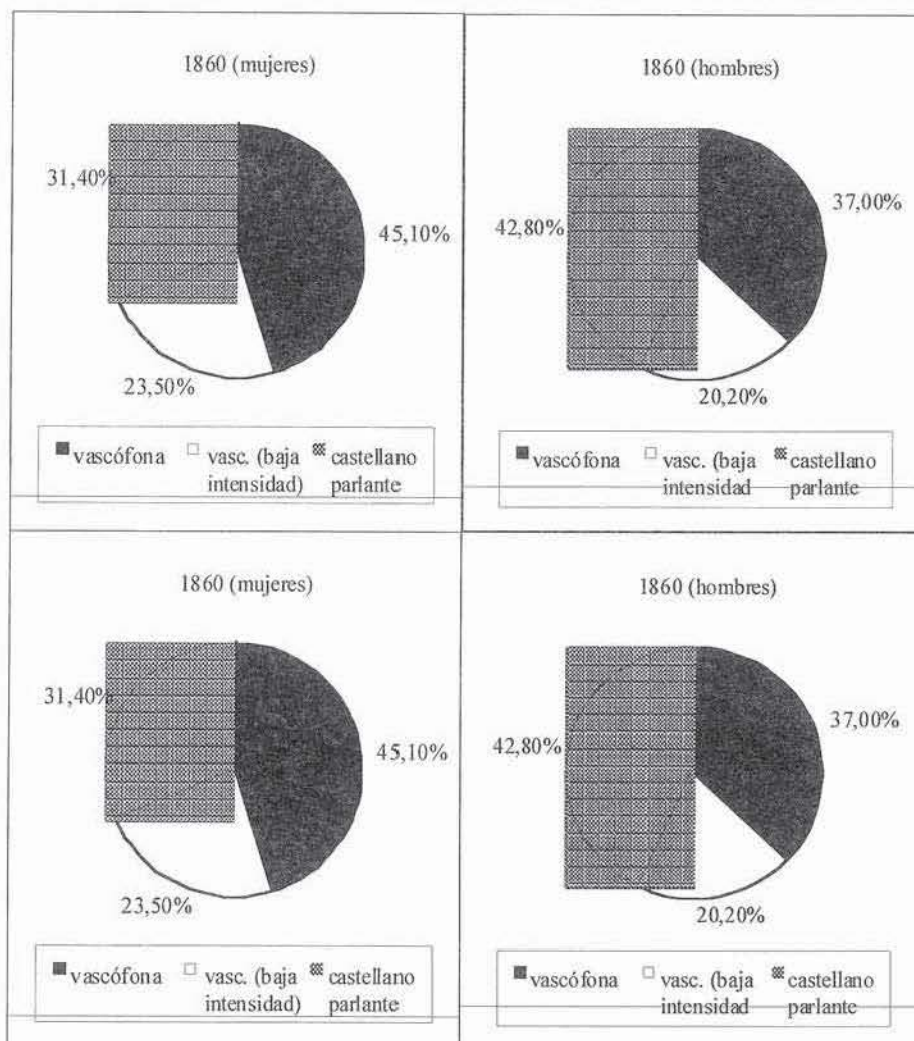 1860 (mujeres)
31,40%
45,10%
23,50%
vascófona vasc. (baja castellano
intensidad) parlante
1860 (hombres)
37,00%
42,80%
20,20%
vascófona vasc. (baja castellano
intensidad parlante
1860 (mujeres)
31,40%
45,10%
23,50%
vascófona vasc. (baja castellano
intensidad) parlante
1860 (hombres)
37,00%
42,80%
20,20%
vascófona vasc. (baja castellano
intensidad parlante